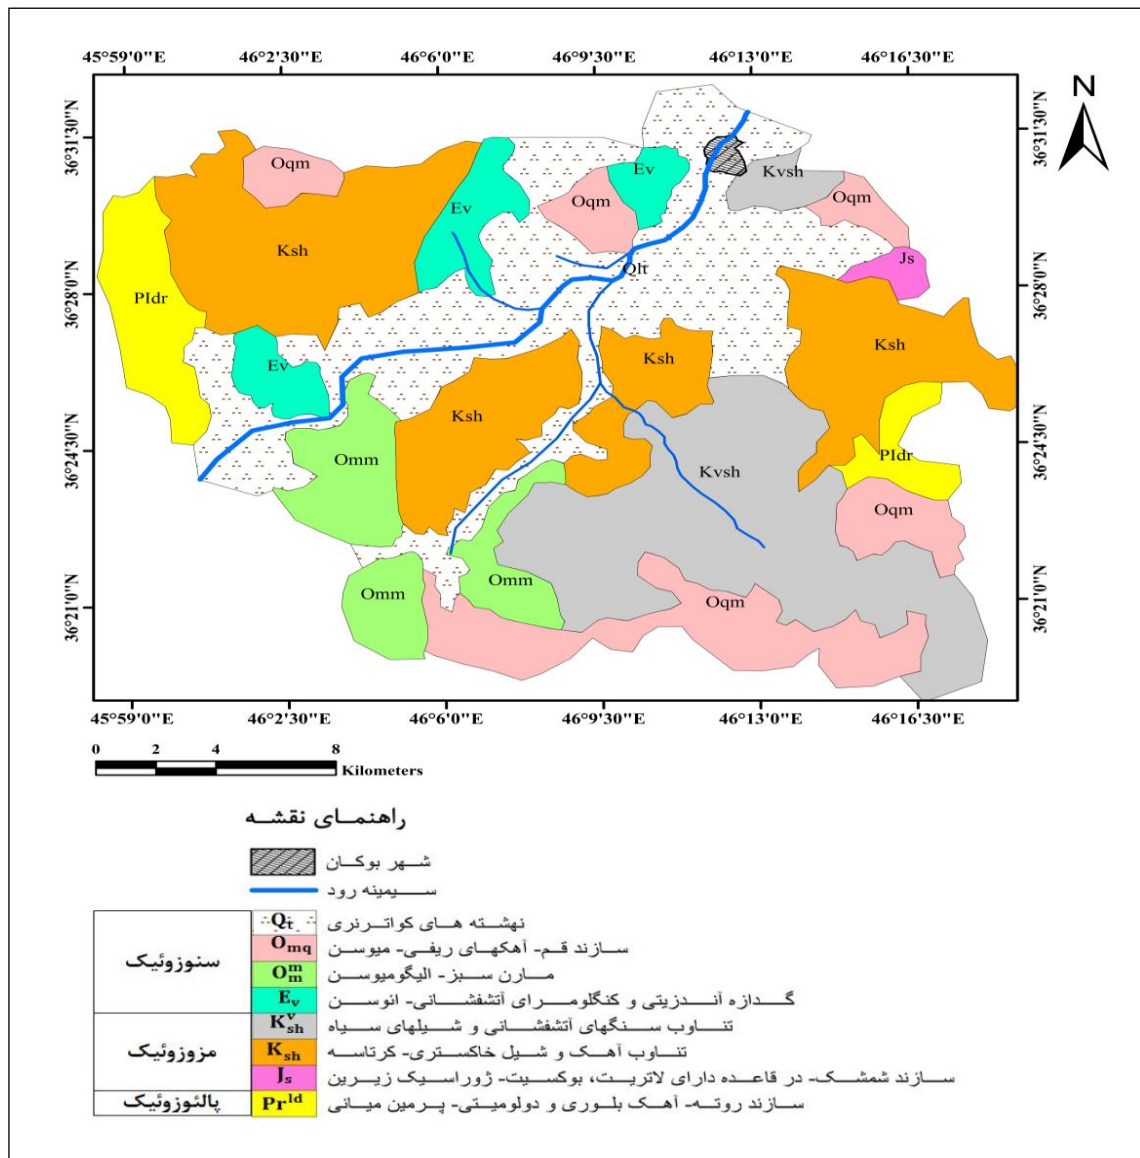 45°59'0"E 46°2'30"E 46°6'0"E 46°9'30"E 46°13'0"E 46°16'30"E
N
36°31'30"N
36°31'30"N
Oqm
Ev
Kvsh
Oqm
Oqm
Ev
Ksh
Js
Qlt
36°28'0"N
PIdr
36°28'0"N
Ksh
Ksh
Ev
Ksh
36°24'30"N
Omm
Kvsh
PIdr
36°24'30"N
Oqm
Omm
Omm
Oqm
36°21'0"N
36°21'0"N
45°59'0"E 46°2'30"E 46°6'0"E 46°9'30"E 46°13'0"E 46°16'30"E
0 2 4 8
Kilometers
راهنمای نقشه
شهر بوکان
سیمینه رود
سنوزوئیک
Qt نهشته های کواترنری
Omq سازند قم- آهکهای ریفی- میوسن
Omm مارن سبز- الیگومیوسن
Ev گدازه آندزیتی و کنگلومرای آتشفشانی- ائوسن
مزوزوئیک
Kvsh تناوب سنگهای آتشفشانی و شیلهای سیاه
Ksh تناوب آهک و شیل خاکستری- کرتاسه
Js سازند شمشک- در قاعده دارای لاتریت، بوکسیت- ژوراسیک زیرین
پالئوزوئیک
Prld سازند روته- آهک بلوری و دولومیتی- پرمین میانی